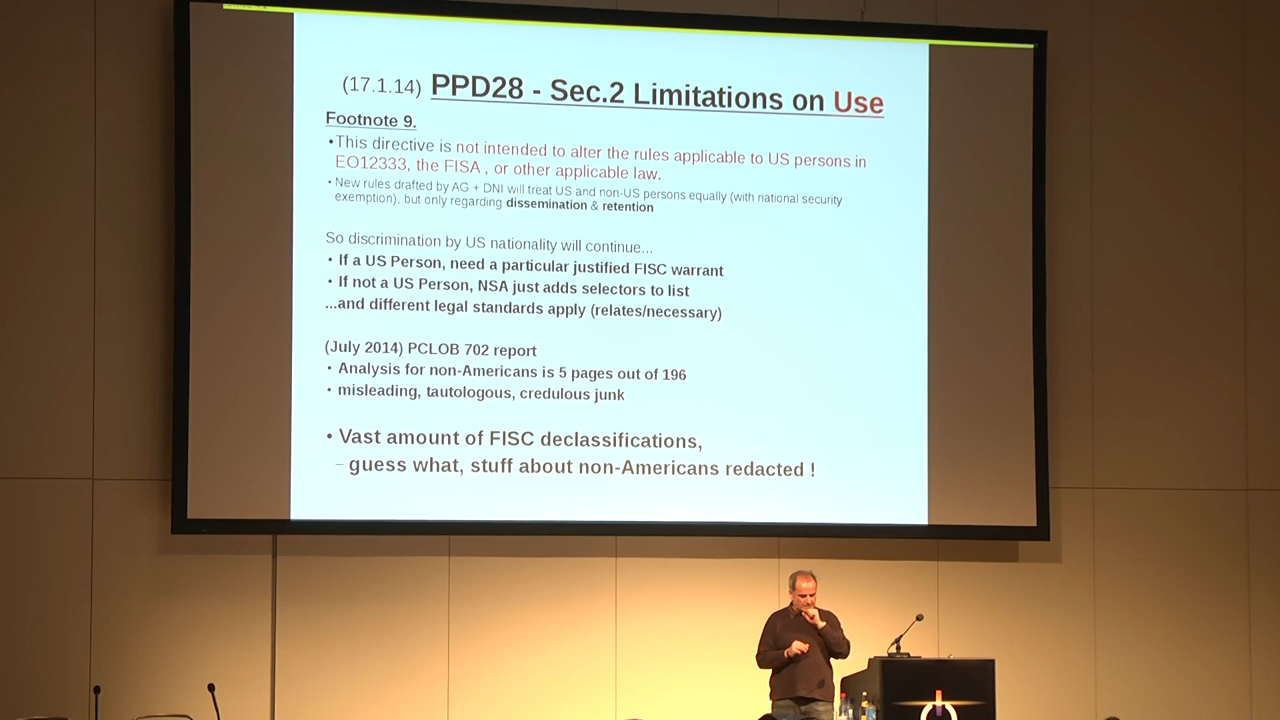 (17.1.14) PPD28 - Sec.2 Limitations on Use
Footnote 9.
•This directive is not intended to alter the rules applicable to US persons in
EO12333, the FISA , or other applicable law.
• New rules drafted by AG + DNI will treat US and non-US persons equally (with national security
exemption), but only regarding dissemination & retention
So discrimination by US nationality will continue...
• If a US Person, need a particular justified FISC warrant
• If not a US Person, NSA just adds selectors to list
...and different legal standards apply (relates/necessary)
(July 2014) PCLOB 702 report
• Analysis for non-Americans is 5 pages out of 196
• misleading, tautologous, credulous junk
• Vast amount of FISC declassifications,
– guess what, stuff about non-Americans redacted !